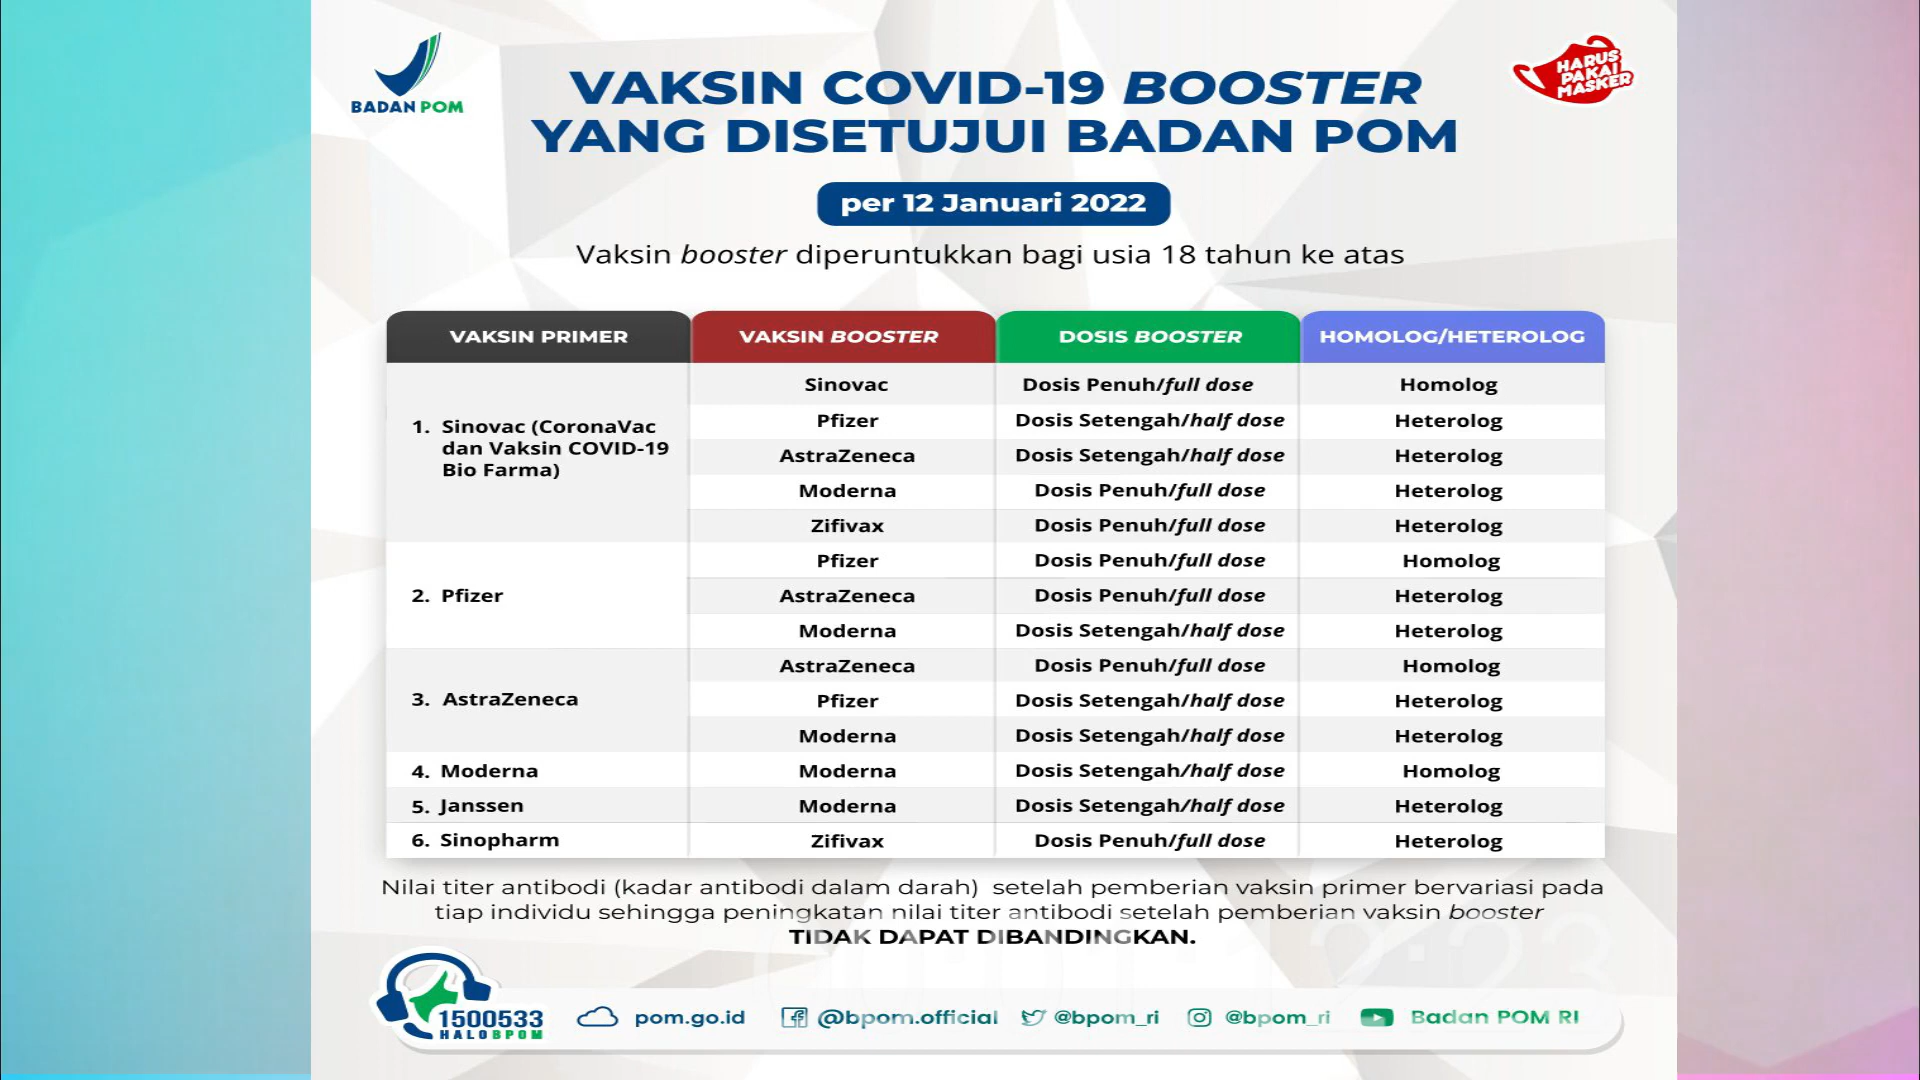 BADAN POM
HARUS
PAKAI
MASKER
VAKSIN COVID-19 BOOSTER
YANG DISETUJUI BADAN POM
per 12 Januari 2022
Vaksin booster diperuntukkan bagi usia 18 tahun ke atas
VAKSIN PRIMER VAKSIN BOOSTER DOSIS BOOSTER HOMOLOG/HETEROLOG
1. Sinovac (CoronaVac
dan Vaksin COVID-19
Bio Farma)
Sinovac Dosis Penuh/full dose Homolog
Pfizer Dosis Setengah/half dose Heterolog
AstraZeneca Dosis Setengah/half dose Heterolog
Moderna Dosis Penuh/full dose Heterolog
Zifivax Dosis Penuh/full dose Heterolog
2. Pfizer
Pfizer Dosis Penuh/full dose Homolog
AstraZeneca Dosis Penuh/full dose Heterolog
Moderna Dosis Setengah/half dose Heterolog
3. AstraZeneca
AstraZeneca Dosis Penuh/full dose Homolog
Pfizer Dosis Setengah/half dose Heterolog
Moderna Dosis Setengah/half dose Heterolog
4. Moderna Moderna Dosis Setengah/half dose Homolog
5. Janssen Moderna Dosis Setengah/half dose Heterolog
6. Sinopharm Zifivax Dosis Penuh/full dose Heterolog
Nilai titer antibodi (kadar antibodi dalam darah) setelah pemberian vaksin primer bervariasi pada
tiap individu sehingga peningkatan nilai titer antibodi setelah pemberian vaksin booster
TIDAK DAPAT DIBANDINGKAN.
1500533
HALOBPOM
pom.go.id @bpom.official @bpom_ri @bpom_ri Badan POM RI